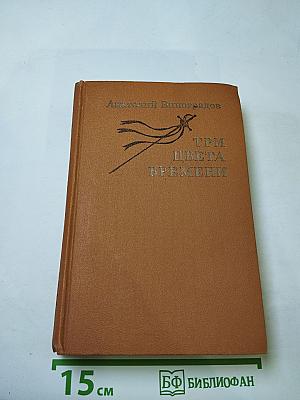 Анатолий Виноградов
ТРИ
ЦВЕТА
ВРЕМЕНИ
15 см
БФ БИБЛИОФАН